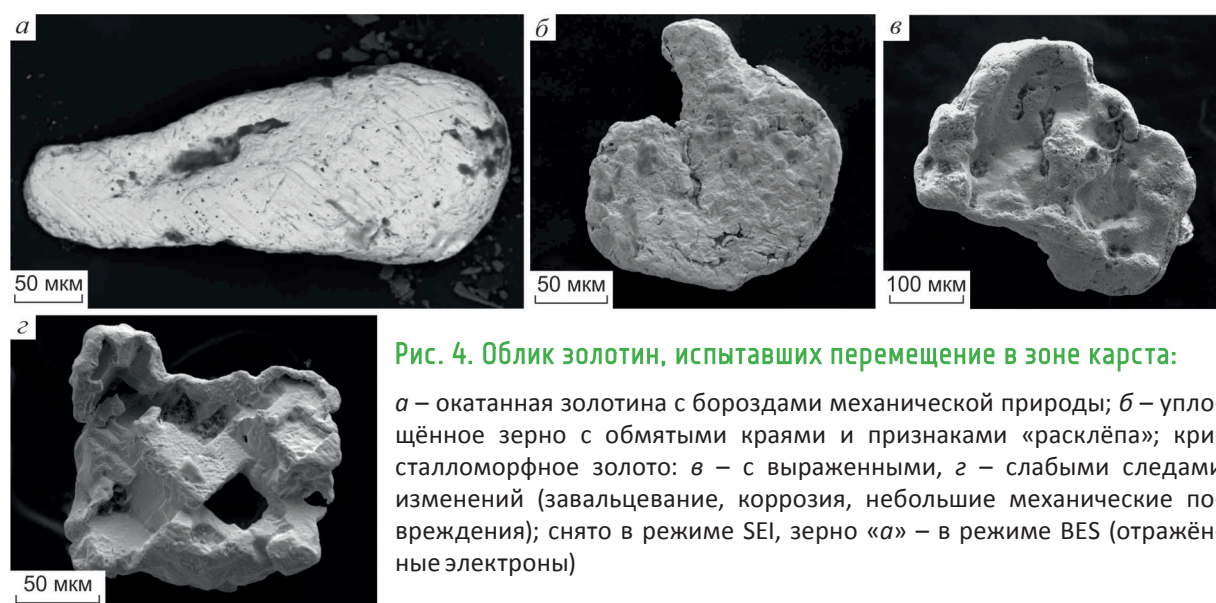 а
б
в
50 мкм
50 мкм
100 мкм
г
50 мкм
Рис. 4. Облик золотин, испытавших перемещение в зоне карста:
а – окатанная золотина с бороздами механической природы; б – упло-
щённое зерно с обмятыми краями и признаками «расклёпа»; кри-
сталломорфное золото: в – с выраженными, г – слабыми следами
изменений (завальцевание, коррозия, небольшие механические по-
вреждения); снято в режиме SEI, зерно «а» – в режиме BES (отражён-
ные электроны)